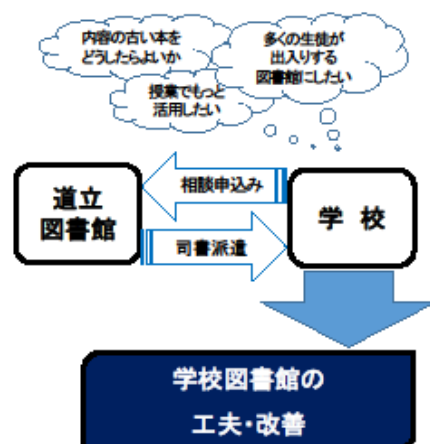 内容の古い本を
どうしたらよいか
多くの生徒が
出入りする
図書館にしたい
授業でもっと
活用したい
相談申込み
道立
図書館
学 校
司書派遣
学校図書館の
工夫・改善